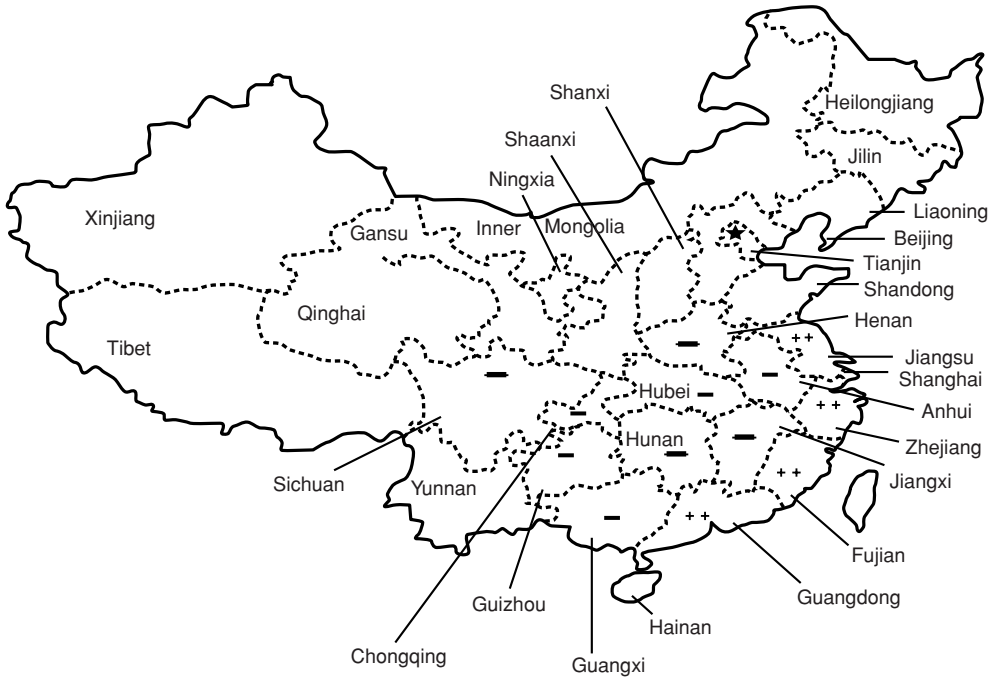 Shanxi
Heilongjiang
Shaanxi
Jilin
Ningxia
Xinjiang
Gansu
Inner Mongolia
Liaoning
Beijing
Tianjin
Shandong
Qinghai
Henan
Tibet
++
Jiangsu
Shanghai
Hubei
++
Anhui
Hunan
Zhejiang
Sichuan
Yunnan
++
Jiangxi
++
Fujian
Guizhou
Guangdong
Hainan
Chongqing
Guangxi